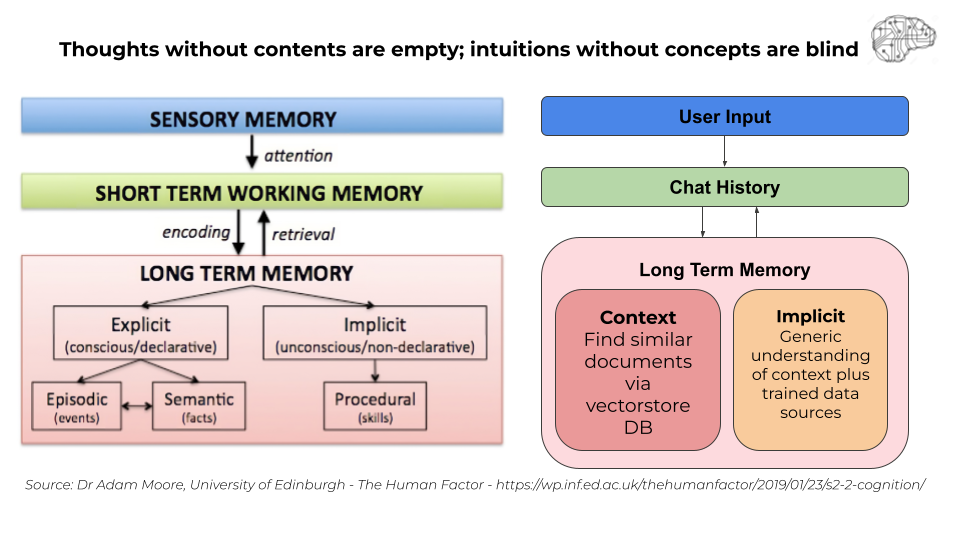 Thoughts without contents are empty; intuitions without concepts are blind
SENSORY MEMORY
attention
SHORT TERM WORKING MEMORY
encoding
retrieval
LONG TERM MEMORY
Explicit
(conscious/declarative)
Implicit
(unconscious/non-declarative)
Episodic
(events)
Semantic
(facts)
Procedural
(skills)
User Input
Chat History
Long Term Memory
Context
Find similar
documents
via
vectorstore
DB
Implicit
Generic
understanding
of context plus
trained data
sources
Source: Dr Adam Moore, University of Edinburgh - The Human Factor - https://wp.inf.ed.ac.uk/thehumanfactor/2019/01/23/s2-2-cognition/